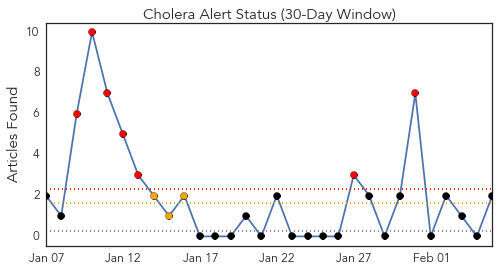 Cholera Alert Status (30-Day Window)
Articles Found
10
8
6
4
2
0
Jan 07
Jan 12
Jan 17
Jan 22
Jan 27
Feb 01